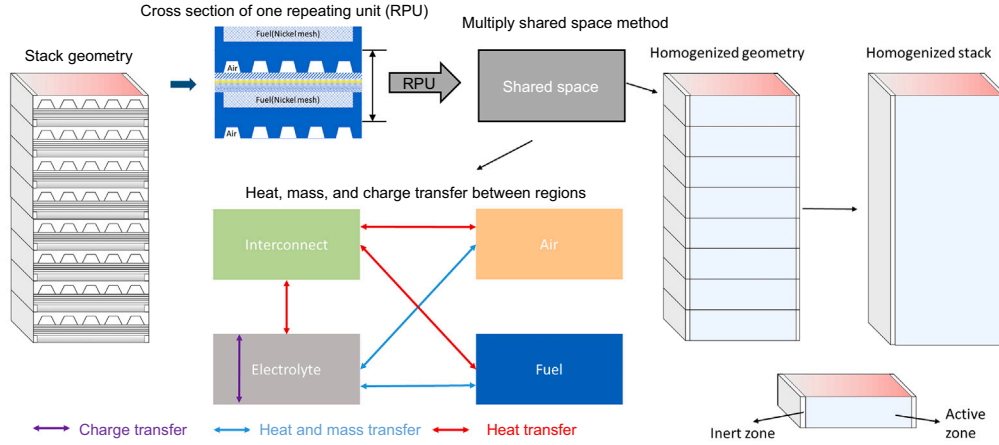 Cross section of one repeating unit (RPU)
Multiply shared space method
Stack geometry
Fuel(Nickel mesh)
Air
Fuel(Nickel mesh)
Air
RPU
Shared space
Homogenized geometry
Homogenized stack
Heat, mass, and charge transfer between regions
Interconnect
Air
Electrolyte
Fuel
Charge transfer
Heat and mass transfer
Heat transfer
Inert zone
Active
zone